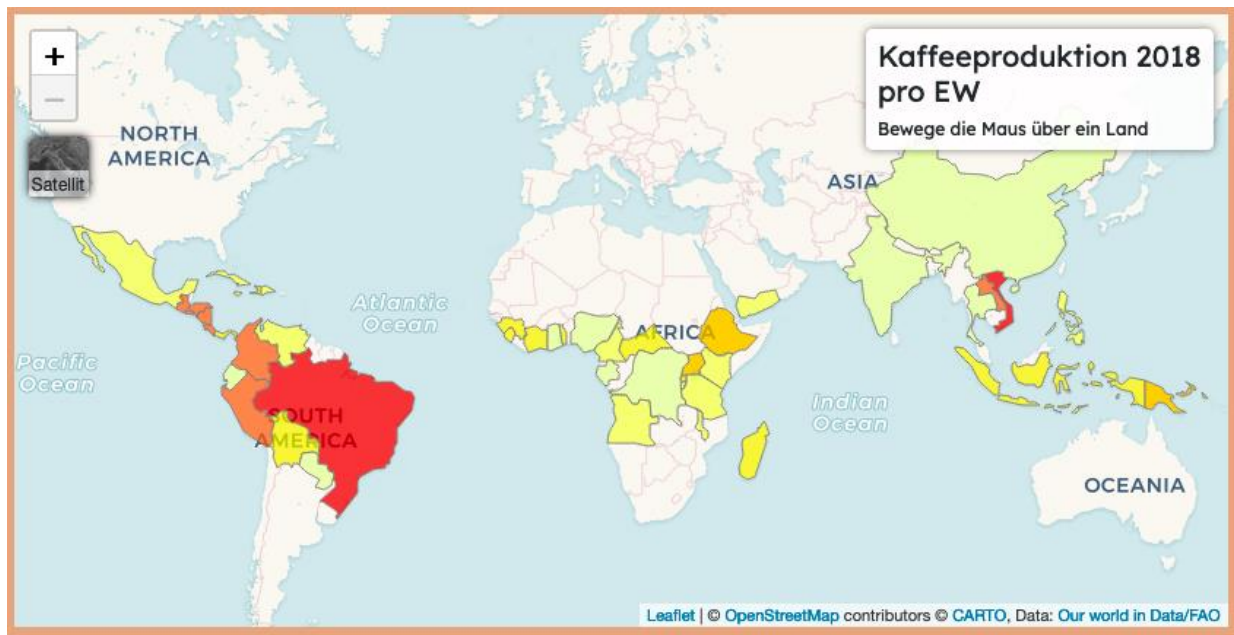 +
−
Satellit
Kaffeeproduktion 2018
pro EW
Bewege die Maus über ein Land
NORTH
AMERICA
ASIA
Atlantic
Ocean
AFRICA
Pacific
Ocean
SOUTH
AMERICA
Indian
Ocean
OCEANIA
Leaflet | © OpenStreetMap contributors © CARTO, Data: Our world in Data/FAO